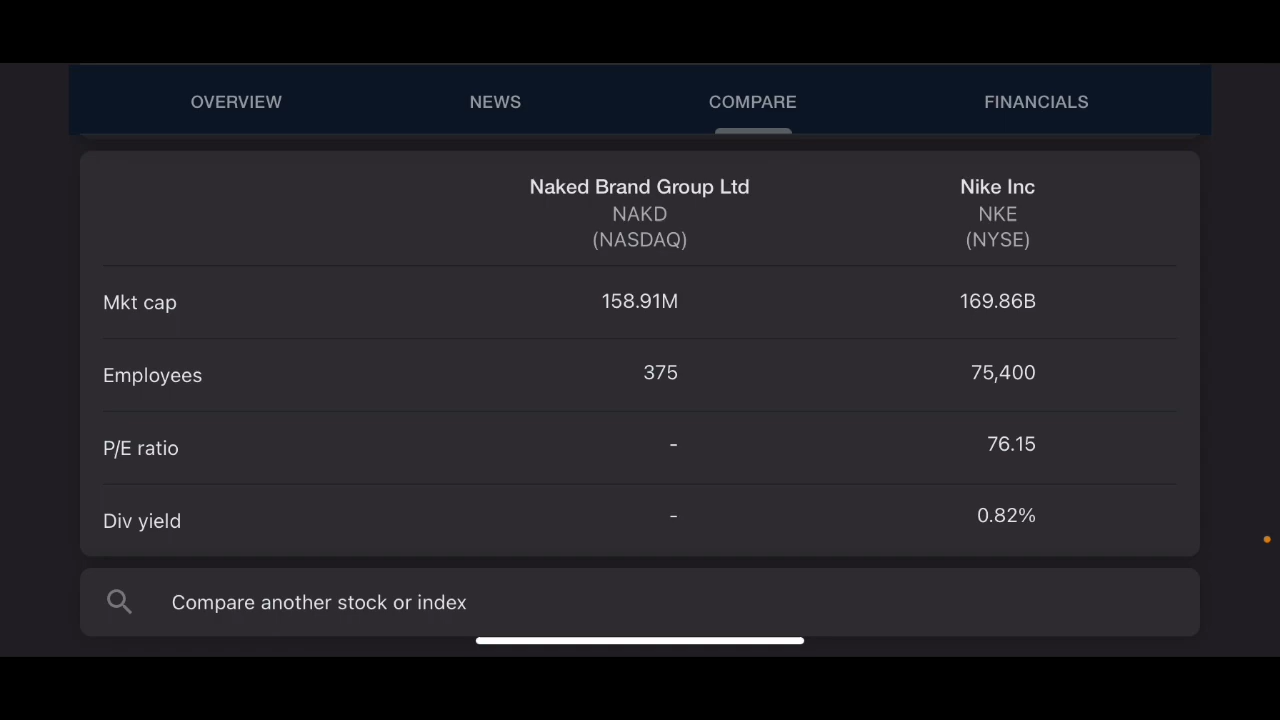 OVERVIEW NEWS COMPARE FINANCIALS
Naked Brand Group Ltd Nike Inc
NAKD NKE
(NASDAQ) (NYSE)
Mkt cap 158.91M 169.86B
Employees 375 75,400
P/E ratio - 76.15
Div yield - 0.82%
Compare another stock or index